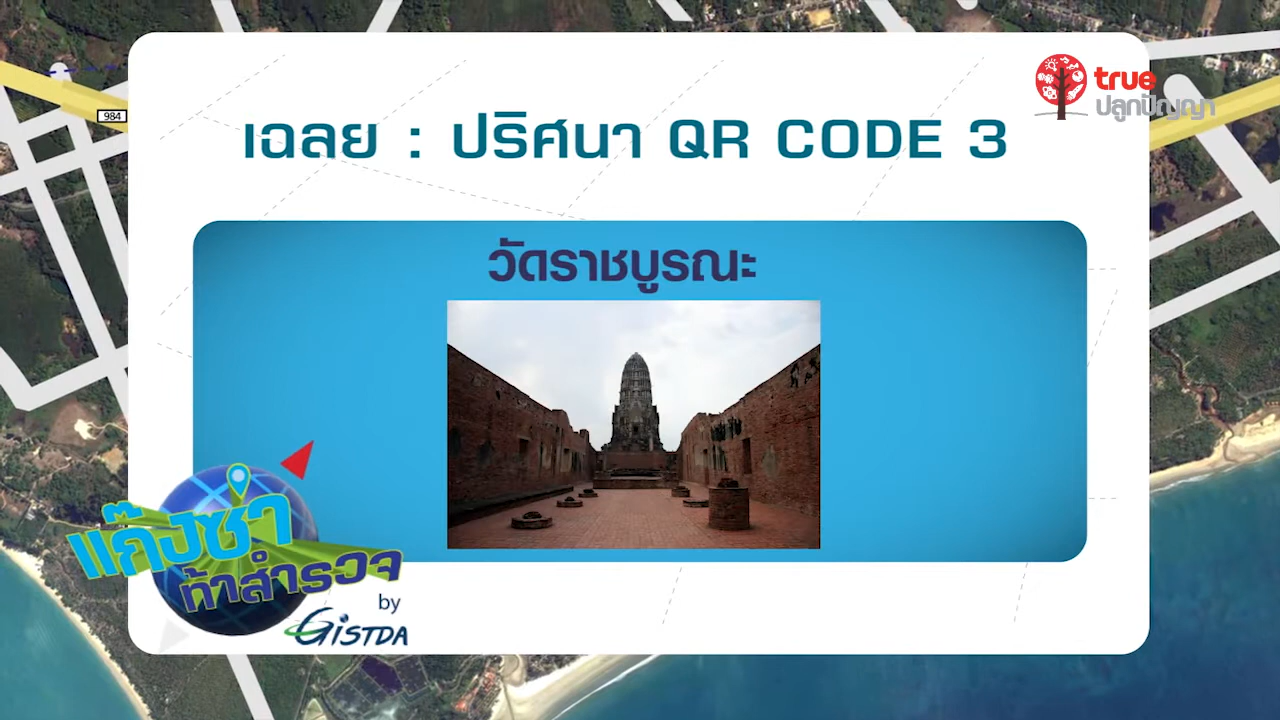 true
ปลูกปัญญา
984
เฉลย : ปริศนา QR CODE 3
วัดราชบูรณะ
แก๊งซ่า
ท้าสำรวจ
by
GISTDA